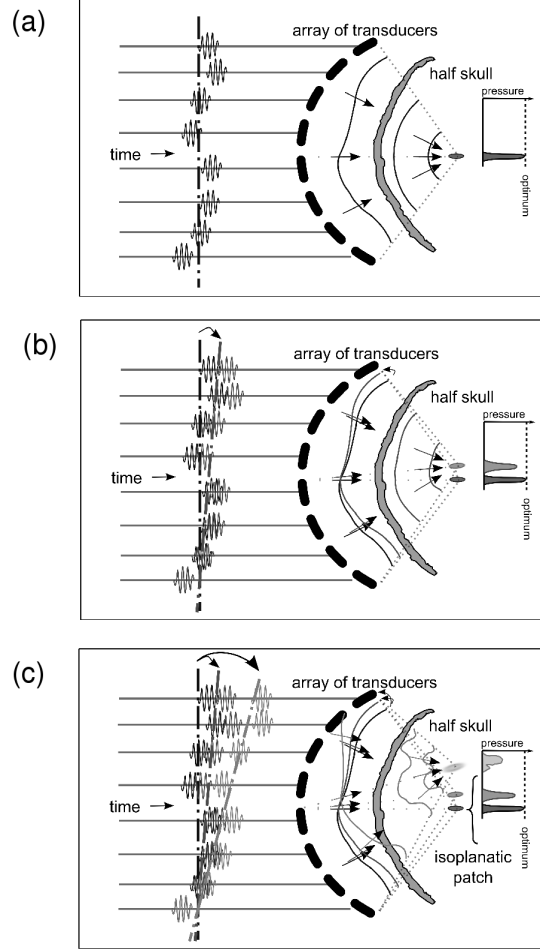 (a)
array of transducers
half skull
pressure
time
optimum
(b)
array of transducers
half skull
pressure
time
optimum
(c)
array of transducers
half skull
pressure
time
optimum
isoplanatic
patch